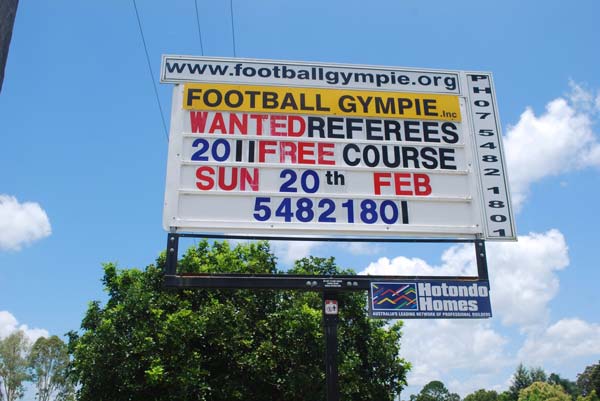 www.footballgympie.org
FOOTBALL GYMPIE.Inc
WANTED REFEREES
2011 FREE COURSE
SUN 20th FEB
54821801
PH 07 5482 1801
Hotondo
Homes
AUSTRALIA'S LEADING NETWORK OF PROFESSIONAL BUILDERS